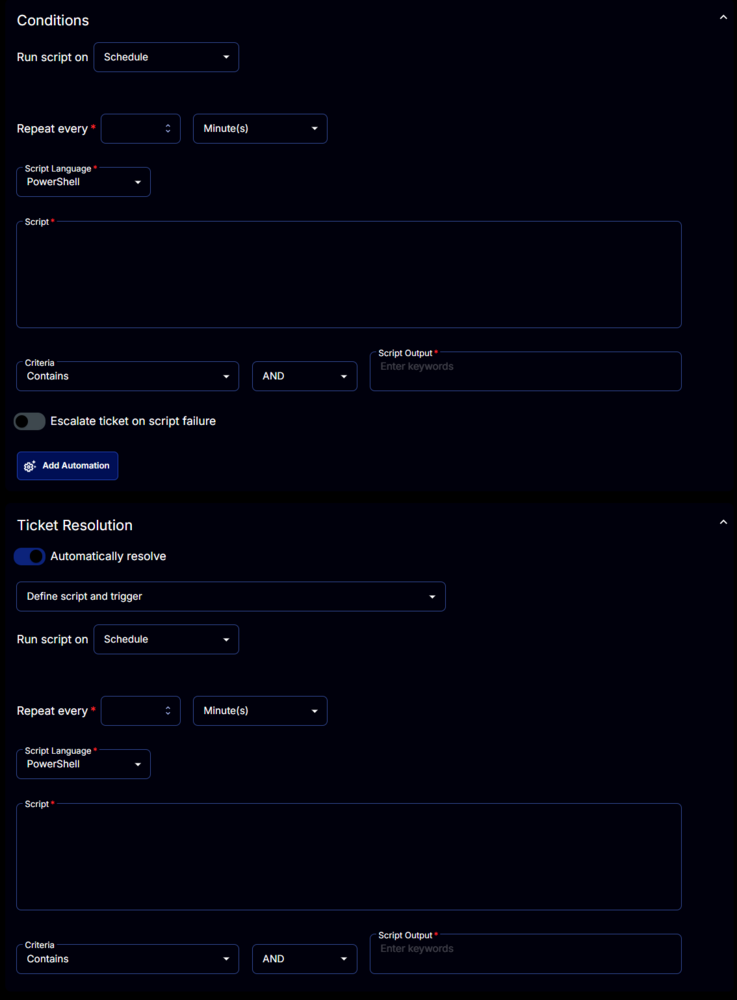 Conditions
Run script on Schedule
Repeat every * Minute(s)
Script Language *
PowerShell
Script *
Criteria
Contains
AND
Script Output *
Enter keywords
Escalate ticket on script failure
Add Automation
Ticket Resolution
Automatically resolve
Define script and trigger
Run script on Schedule
Repeat every * Minute(s)
Script Language *
PowerShell
Script *
Criteria
Contains
AND
Script Output *
Enter keywords